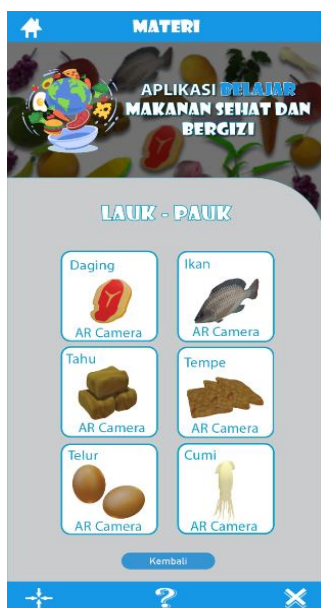 MATERI
APLIKASI BELAJAR
MAKANAN SEHAT DAN
BERGIZI
LAUK - PAUK
Daging
AR Camera
Ikan
AR Camera
Tahu
AR Camera
Tempe
AR Camera
Telur
AR Camera
Cumi
AR Camera
Kembali
?